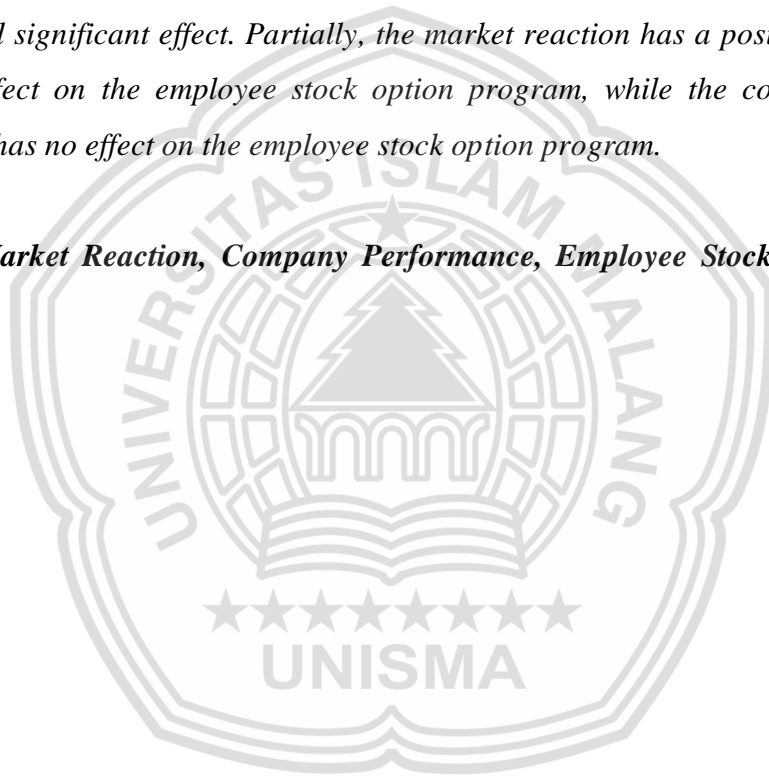 l significant effect. Partially, the market reaction has a posi
fect on the employee stock option program, while the co
has no effect on the employee stock option program.
arket Reaction, Company Performance, Employee Stock
UNIVERSITAS ISLAM MALANG
UNISMA